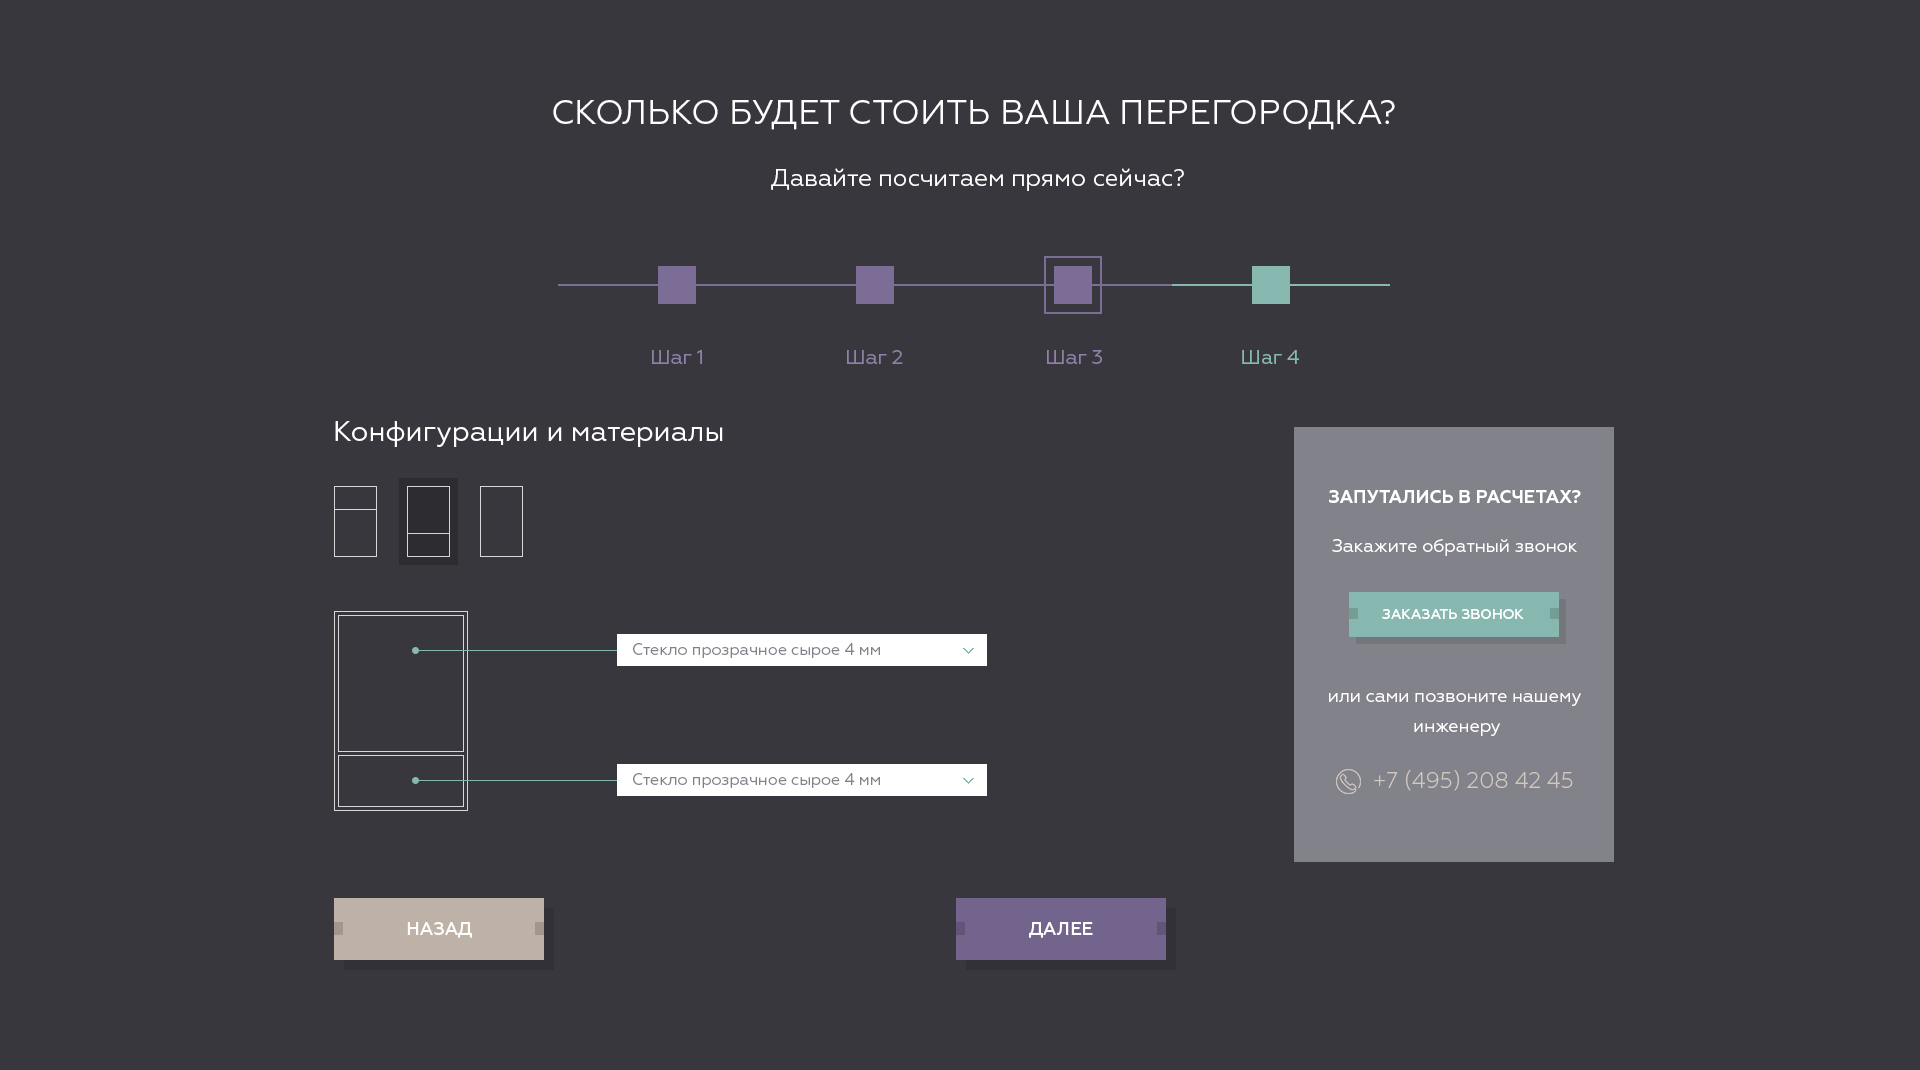 СКОЛЬКО БУДЕТ СТОИТЬ ВАША ПЕРЕГОРОДКА?
Давайте посчитаем прямо сейчас?
Шаг 1
Шаг 2
Шаг 3
Шаг 4
Конфигурации и материалы
Стекло прозрачное сырое 4 мм
Стекло прозрачное сырое 4 мм
НАЗАД
ДАЛЕЕ
ЗАПУТАЛИСЬ В РАСЧЕТАХ?
Закажите обратный звонок
ЗАКАЗАТЬ ЗВОНОК
или сами позвоните нашему
инженеру
+7 (495) 208 42 45